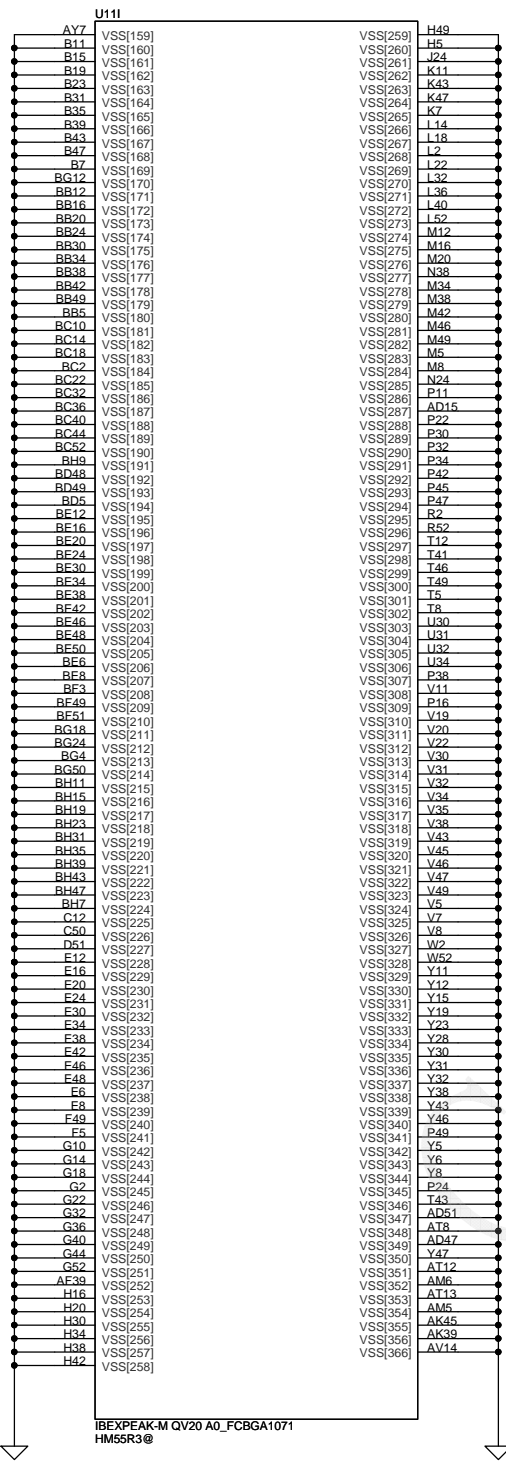 U11I
AY7 VSS[159] VSS[259] H49
B11 VSS[160] VSS[260] H5
B15 VSS[161] VSS[261] J24
B19 VSS[162] VSS[262] K11
B23 VSS[163] VSS[263] K43
B31 VSS[164] VSS[264] K47
B35 VSS[165] VSS[265] K7
B39 VSS[166] VSS[266] L14
B43 VSS[167] VSS[267] L18
B47 VSS[168] VSS[268] L2
B7 VSS[169] VSS[269] L22
BG12 VSS[170] VSS[270] L32
BB12 VSS[171] VSS[271] L36
BB16 VSS[172] VSS[272] L40
BB20 VSS[173] VSS[273] L52
BB24 VSS[174] VSS[274] M12
BB30 VSS[175] VSS[275] M16
BB34 VSS[176] VSS[276] M20
BB38 VSS[177] VSS[277] N38
BB42 VSS[178] VSS[278] M34
BB49 VSS[179] VSS[279] M38
BB5 VSS[180] VSS[280] M42
BC10 VSS[181] VSS[281] M46
BC14 VSS[182] VSS[282] M49
BC18 VSS[183] VSS[283] M5
BC2 VSS[184] VSS[284] M8
BC22 VSS[185] VSS[285] N24
BC32 VSS[186] VSS[286] P11
BC36 VSS[187] VSS[287] AD15
BC40 VSS[188] VSS[288] P22
BC44 VSS[189] VSS[289] P30
BC52 VSS[190] VSS[290] P32
BH9 VSS[191] VSS[291] P34
BD48 VSS[192] VSS[292] P42
BD49 VSS[193] VSS[293] P45
BD5 VSS[194] VSS[294] P47
BE12 VSS[195] VSS[295] R2
BE16 VSS[196] VSS[296] R52
BE20 VSS[197] VSS[297] T12
BE24 VSS[198] VSS[298] T41
BE30 VSS[199] VSS[299] T46
BE34 VSS[200] VSS[300] T49
BE38 VSS[201] VSS[301] T5
BE42 VSS[202] VSS[302] T8
BE46 VSS[203] VSS[303] U30
BE48 VSS[204] VSS[304] U31
BE50 VSS[205] VSS[305] U32
BE6 VSS[206] VSS[306] U34
BE8 VSS[207] VSS[307] P38
BF3 VSS[208] VSS[308] V11
BF49 VSS[209] VSS[309] P16
BF51 VSS[210] VSS[310] V19
BG18 VSS[211] VSS[311] V20
BG24 VSS[212] VSS[312] V22
BG4 VSS[213] VSS[313] V30
BG50 VSS[214] VSS[314] V31
BH11 VSS[215] VSS[315] V32
BH15 VSS[216] VSS[316] V34
BH19 VSS[217] VSS[317] V35
BH23 VSS[218] VSS[318] V38
BH31 VSS[219] VSS[319] V43
BH35 VSS[220] VSS[320] V45
BH39 VSS[221] VSS[321] V46
BH43 VSS[222] VSS[322] V47
BH47 VSS[223] VSS[323] V49
BH7 VSS[224] VSS[324] V5
C12 VSS[225] VSS[325] V7
C50 VSS[226] VSS[326] V8
D51 VSS[227] VSS[327] W2
E12 VSS[228] VSS[328] W52
E16 VSS[229] VSS[329] Y11
E20 VSS[230] VSS[330] Y12
E24 VSS[231] VSS[331] Y15
E30 VSS[232] VSS[332] Y19
E34 VSS[233] VSS[333] Y23
E38 VSS[234] VSS[334] Y28
E42 VSS[235] VSS[335] Y30
E46 VSS[236] VSS[336] Y31
E48 VSS[237] VSS[337] Y32
E6 VSS[238] VSS[338] Y38
E8 VSS[239] VSS[339] Y43
F49 VSS[240] VSS[340] Y46
F5 VSS[241] VSS[341] P49
G10 VSS[242] VSS[342] Y5
G14 VSS[243] VSS[343] Y6
G18 VSS[244] VSS[344] Y8
G2 VSS[245] VSS[345] P24
G22 VSS[246] VSS[346] T43
G32 VSS[247] VSS[347] AD51
G36 VSS[248] VSS[348] AT8
G40 VSS[249] VSS[349] AD47
G44 VSS[250] VSS[350] Y47
G52 VSS[251] VSS[351] AT12
AF39 VSS[252] VSS[352] AM6
H16 VSS[253] VSS[353] AT13
H20 VSS[254] VSS[354] AM5
H30 VSS[255] VSS[355] AK45
H34 VSS[256] VSS[356] AK39
H38 VSS[257] VSS[366] AV14
H42 VSS[258]
IBEXPEAK-M QV20 A0_FCBGA1071
HM55R3@